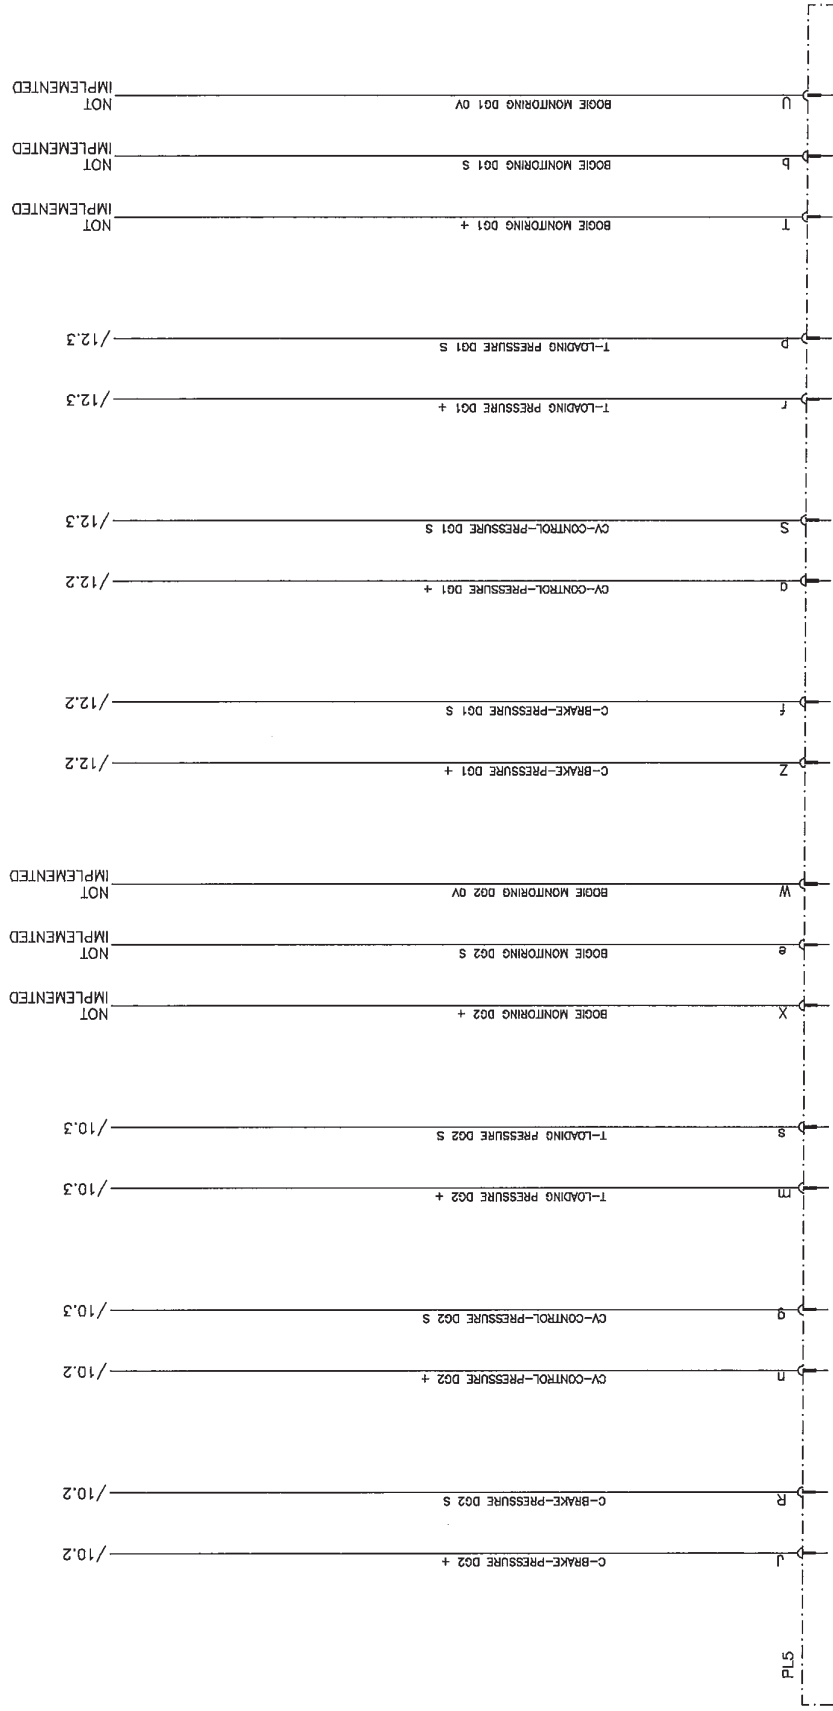 PL5
J C-BRAKE-PRESSURE DG2 + /10.2
R C-BRAKE-PRESSURE DG2 S /10.2
n CV-CONTROL-PRESSURE DG2 + /10.2
g CV-CONTROL-PRESSURE DG2 S /10.3
m T-LOADING PRESSURE DG2 + /10.3
s T-LOADING PRESSURE DG2 S /10.3
X BOGIE MONITORING DG2 + NOT
IMPLEMENTED
e BOGIE MONITORING DG2 S NOT
IMPLEMENTED
W BOGIE MONITORING DG2 0V NOT
IMPLEMENTED
Z C-BRAKE-PRESSURE DG1 + /12.2
f C-BRAKE-PRESSURE DG1 S /12.2
a CV-CONTROL-PRESSURE DG1 + /12.2
S CV-CONTROL-PRESSURE DG1 S /12.3
r T-LOADING PRESSURE DG1 + /12.3
d T-LOADING PRESSURE DG1 S /12.3
T BOGIE MONITORING DG1 + NOT
IMPLEMENTED
b BOGIE MONITORING DG1 S NOT
IMPLEMENTED
U BOGIE MONITORING DG1 0V NOT
IMPLEMENTED